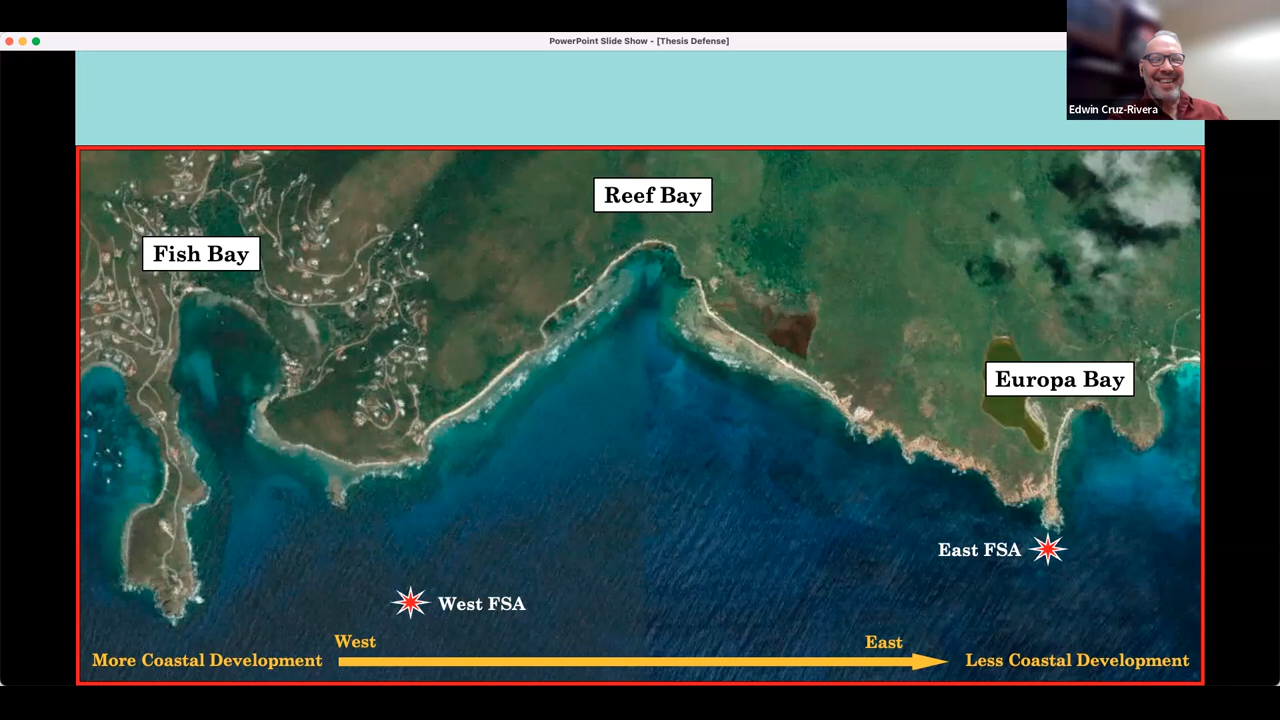 PowerPoint Slide Show - [Thesis Defense]
Edwin Cruz-Rivera
Reef Bay
Fish Bay
Europa Bay
East FSA
West FSA
West
East
More Coastal Development
Less Coastal Development